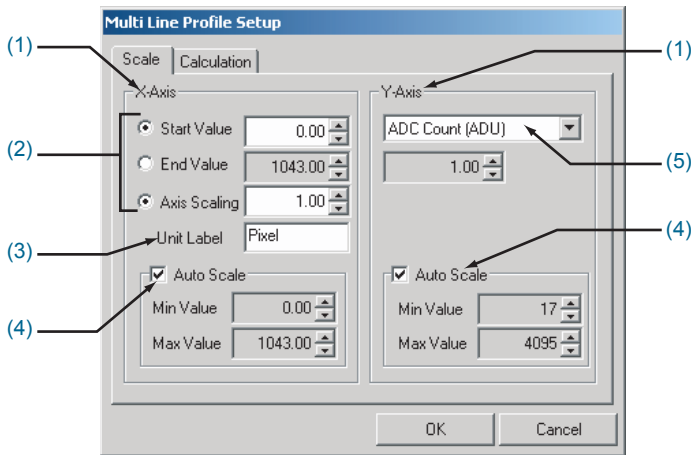 Multi Line Profile Setup
(1) (1)
Scale Calculation
X-Axis Y-Axis
Start Value 0.00 ADC Count (ADU)
(2) (5)
End Value 1043.00 1.00
Axis Scaling 1.00
(3) Unit Label Pixel (4)
Auto Scale Auto Scale
(4) Min Value 0.00 Min Value 17
Max Value 1043.00 Max Value 4095
OK Cancel